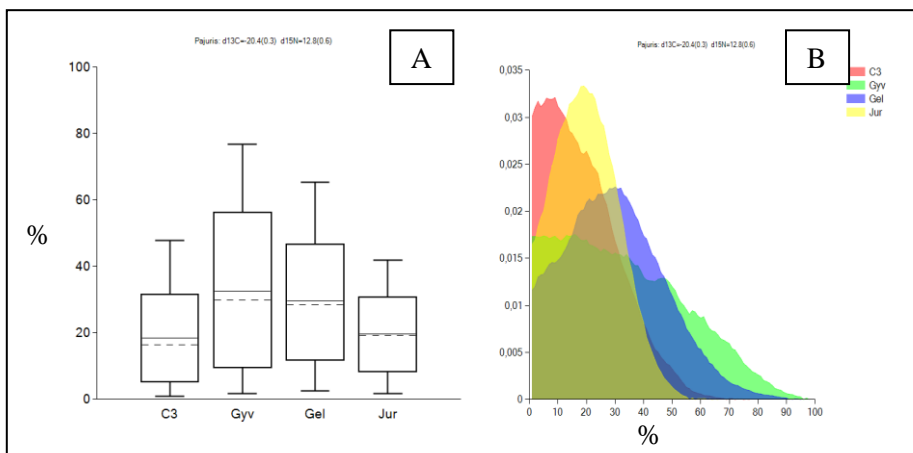 Pajuris: d13C=-20.4(0.3) d15N=12.8(0.6)
A
100
80
60
40
20
0
%
C3 Gyv Gel Jur
Pajuris: d13C=-20.4(0.3) d15N=12.8(0.6)
B
C3
Gyv
Gel
Jur
0,035
0,03
0,025
0,02
0,015
0,01
0,005
0
0 10 20 30 40 50 60 70 80 90 100
%